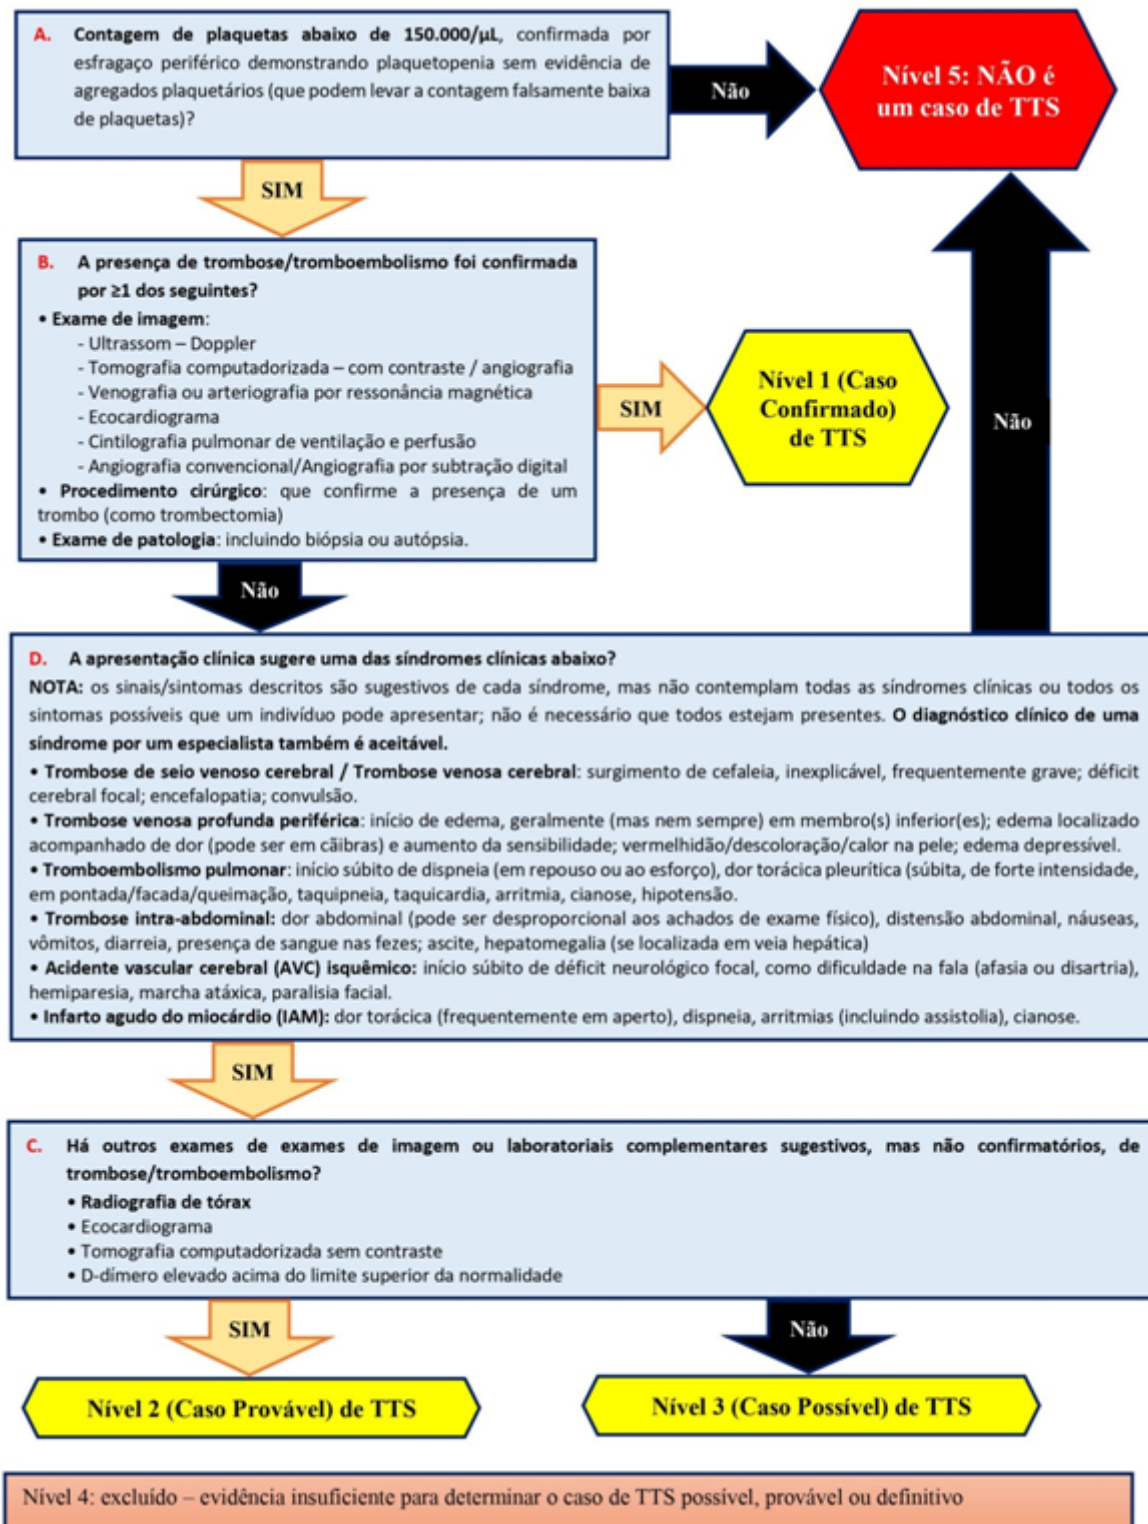 A. Contagem de plaquetas abaixo de 150.000/µL, confirmada por
esfragaço periférico demonstrando plaquetopenia sem evidência de
agregados plaquetários (que podem levar a contagem falsamente baixa
de plaquetas)?
Não
Nível 5: NÃO é
um caso de TTS
SIM
B. A presença de trombose/tromboembolismo foi confirmada
por ≥1 dos seguintes?
• Exame de imagem:
- Ultrassom – Doppler
- Tomografia computadorizada – com contraste / angiografia
- Venografia ou arteriografia por ressonância magnética
- Ecocardiograma
- Cintilografia pulmonar de ventilação e perfusão
- Angiografia convencional/Angiografia por subtração digital
• Procedimento cirúrgico: que confirme a presença de um
trombo (como trombectomia)
• Exame de patologia: incluindo biópsia ou autópsia.
SIM
Nível 1 (Caso
Confirmado)
de TTS
Não
Não
D. A apresentação clínica sugere uma das síndromes clínicas abaixo?
NOTA: os sinais/sintomas descritos são sugestivos de cada síndrome, mas não contemplam todas as síndromes clínicas ou todos os
sintomas possíveis que um indivíduo pode apresentar; não é necessário que todos estejam presentes. O diagnóstico clínico de uma
síndrome por um especialista também é aceitável.
• Trombose de seio venoso cerebral / Trombose venosa cerebral: surgimento de cefaleia, inexplicável, frequentemente grave; déficit
cerebral focal; encefalopatia; convulsão.
• Trombose venosa profunda periférica: início de edema, geralmente (mas nem sempre) em membro(s) inferior(es); edema localizado
acompanhado de dor (pode ser em cãibras) e aumento da sensibilidade; vermelhidão/descoloração/calor na pele; edema depressível.
• Tromboembolismo pulmonar: início súbito de dispneia (em repouso ou ao esforço), dor torácica pleurítica (súbita, de forte intensidade,
em pontada/facada/queimação, taquipneia, taquicardia, arritmia, cianose, hipotensão.
• Trombose intra-abdominal: dor abdominal (pode ser desproporcional aos achados de exame físico), distensão abdominal, náuseas,
vômitos, diarreia, presença de sangue nas fezes; ascite, hepatomegalia (se localizada em veia hepática)
• Acidente vascular cerebral (AVC) isquêmico: início súbito de déficit neurológico focal, como dificuldade na fala (afasia ou disartria),
hemiparesia, marcha atáxica, paralisia facial.
• Infarto agudo do miocárdio (IAM): dor torácica (frequentemente em aperto), dispneia, arritmias (incluindo assistolia), cianose.
SIM
C. Há outros exames de exames de imagem ou laboratoriais complementares sugestivos, mas não confirmatórios, de
trombose/tromboembolismo?
• Radiografia de tórax
• Ecocardiograma
• Tomografia computadorizada sem contraste
• D-dímero elevado acima do limite superior da normalidade
SIM
Não
Nível 2 (Caso Provável) de TTS
Nível 3 (Caso Possível) de TTS
Nível 4: excluído – evidência insuficiente para determinar o caso de TTS possível, provável ou definitivo